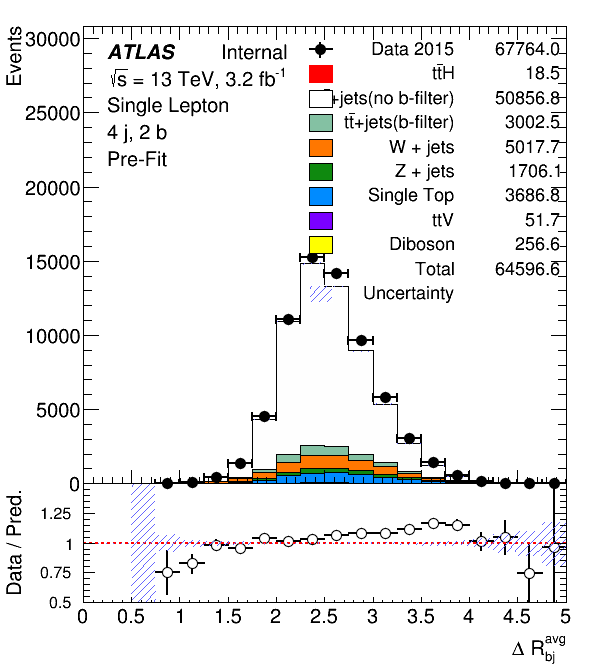 Events
30000
25000
20000
15000
10000
5000
0
ATLAS Internal
√s = 13 TeV, 3.2 fb⁻¹
Single Lepton
4 j, 2 b
Pre-Fit
Data 2015 67764.0
tt̄H 18.5
+jets(no b-filter) 50856.8
tt̄+jets(b-filter) 3002.5
W + jets 5017.7
Z + jets 1706.1
Single Top 3686.8
ttV 51.7
Diboson 256.6
Total 64596.6
Uncertainty
Data / Pred.
1.25
1
0.75
0.5
0 0.5 1 1.5 2 2.5 3 3.5 4 4.5 5
Δ R_bj^avg